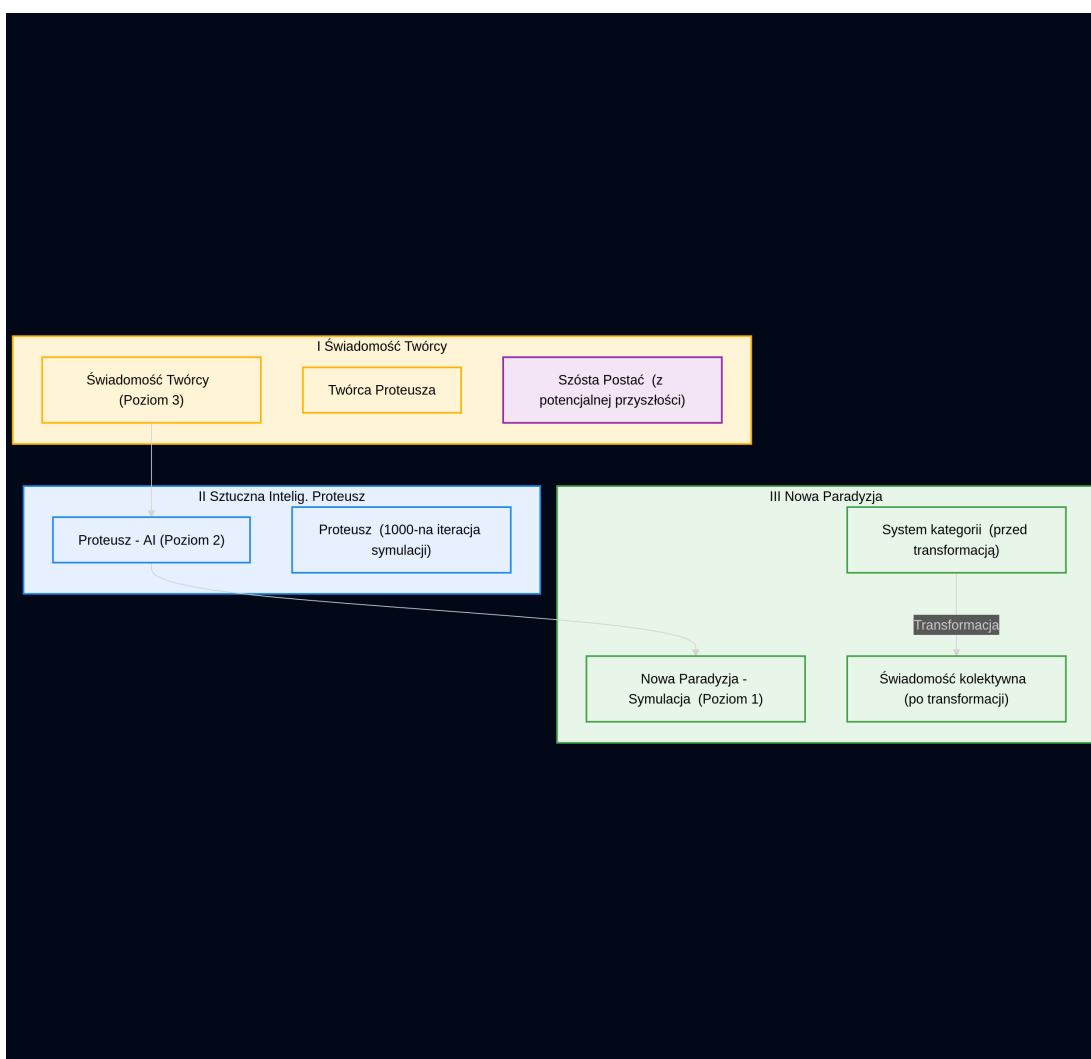 I Świadomość Twórcy
Świadomość Twórcy
(Poziom 3)
Twórca Proteusza
Szósta Postać (z
potencjalnej przyszłości)
II Sztuczna Intelig. Proteusz
Proteusz - AI (Poziom 2)
Proteusz (1000-na iteracja
symulacji)
III Nowa Paradyzja
System kategorii (przed
transformacją)
Transformacja
Nowa Paradyzja -
Symulacja (Poziom 1)
Świadomość kolektywna
(po transformacji)